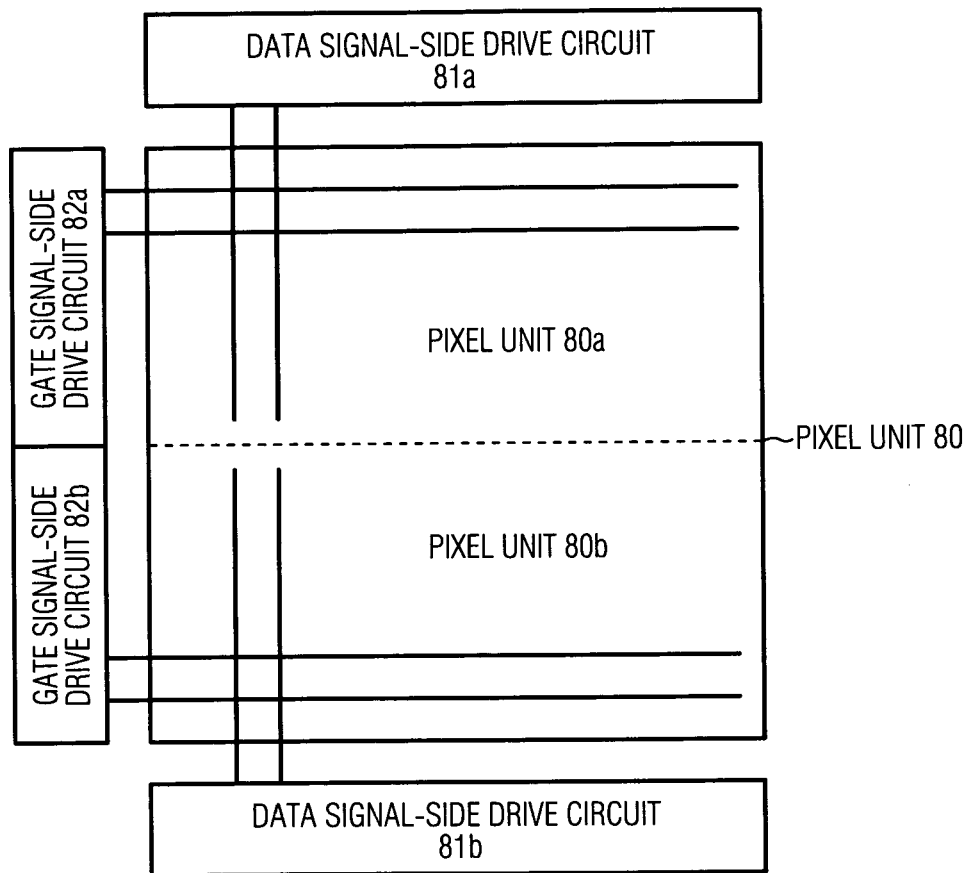 DATA SIGNAL-SIDE DRIVE CIRCUIT
81a
GATE SIGNAL-SIDE
DRIVE CIRCUIT 82a
PIXEL UNIT 80a
PIXEL UNIT 80
GATE SIGNAL-SIDE
DRIVE CIRCUIT 82b
PIXEL UNIT 80b
DATA SIGNAL-SIDE DRIVE CIRCUIT
81b